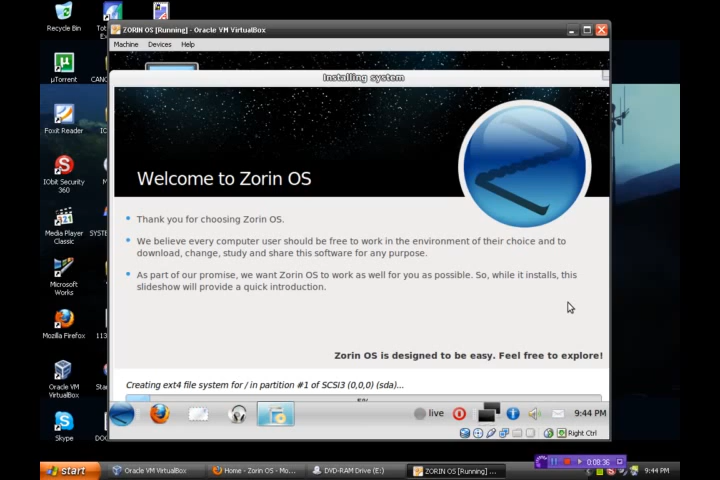 Recycle Bin
ZORIN OS [Running] - Oracle VM VirtualBox
Machine Devices Help
µTorrent
Installing system
Foxit Reader
Welcome to Zorin OS
IObit Security
360
Thank you for choosing Zorin OS.
Media Player
Classic
We believe every computer user should be free to work in the environment of their choice and to
download, change, study and share this software for any purpose.
Microsoft
Works
As part of our promise, we want Zorin OS to work as well for you as possible. So, while it installs, this
slideshow will provide a quick introduction.
Mozilla Firefox
113
Zorin OS is designed to be easy. Feel free to explore!
Oracle VM
VirtualBox
Creating ext4 file system for / in partition #1 of SCSI3 (0,0,0) (sda)...
5%
live
9:44 PM
Skype
DOC
Right Ctrl
0:08:36
start
Oracle VM VirtualBox
Home - Zorin OS - Mo...
DVD-RAM Drive (E:)
ZORIN OS [Running] ...
9:44 PM